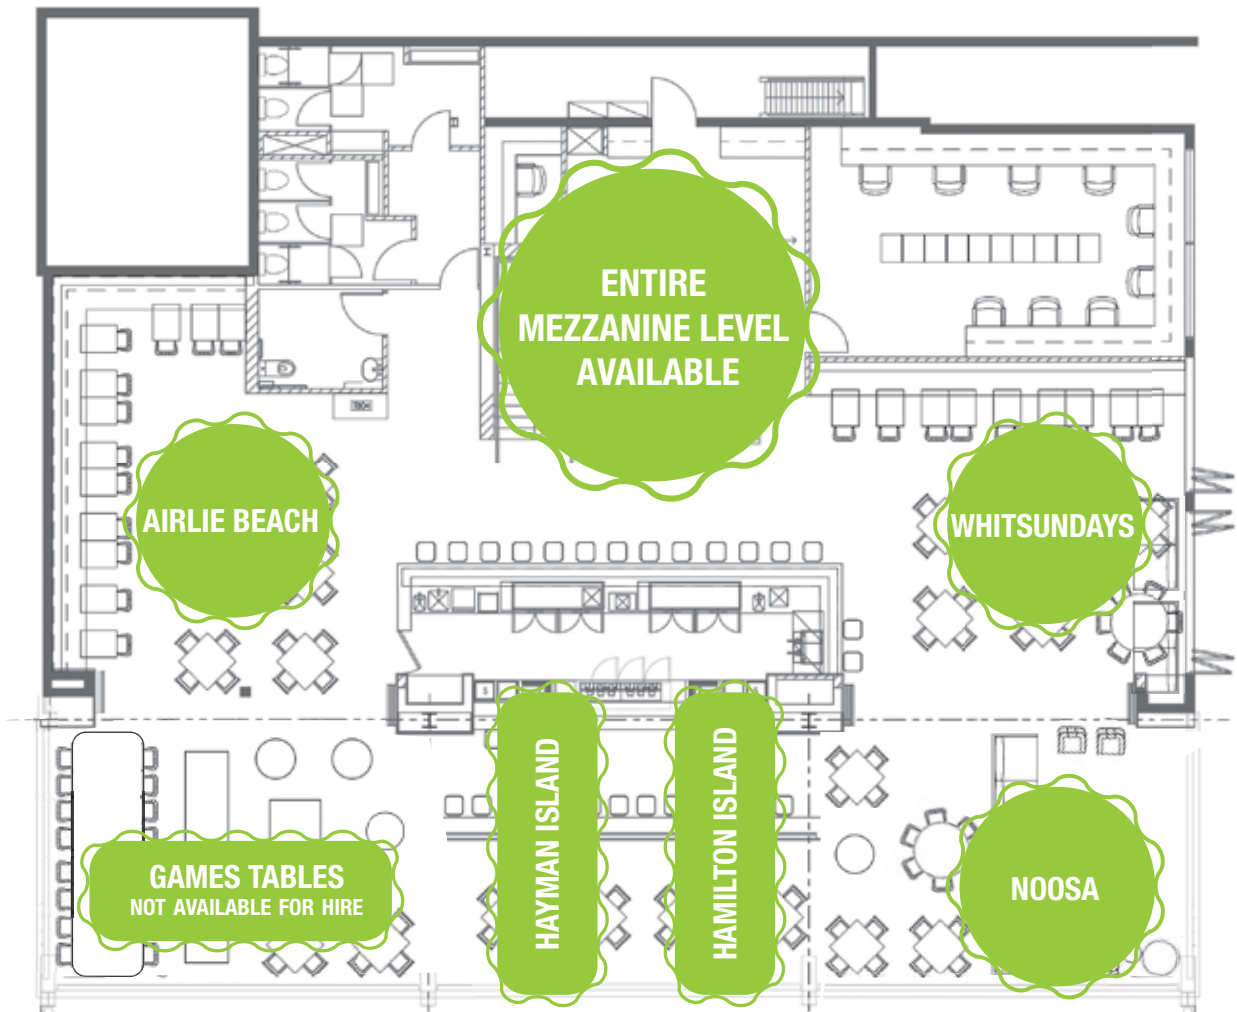 ENTIRE
MEZZANINE LEVEL
AVAILABLE
AIRLIE BEACH
WHITSUNDAYS
HAYMAN ISLAND
HAMILTON ISLAND
GAMES TABLES
NOT AVAILABLE FOR HIRE
NOOSA